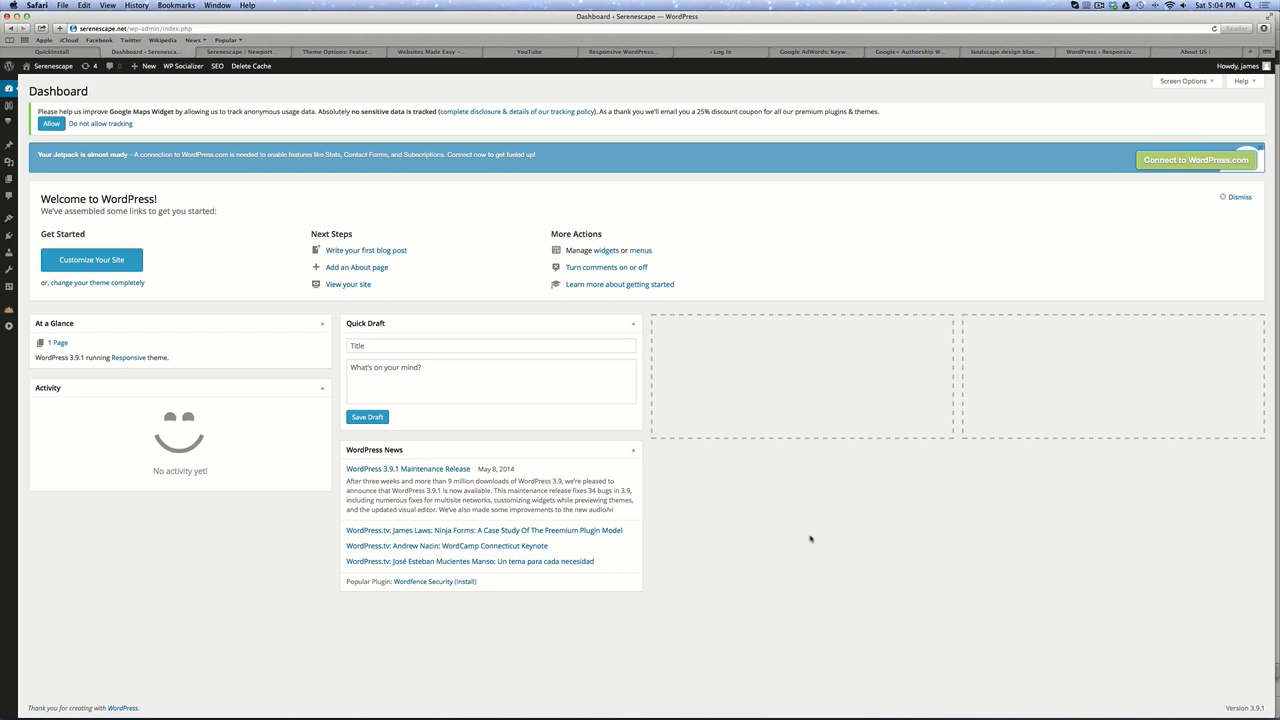 Safari File Edit View History Bookmarks Window Help
Sat 5:04 PM
Dashboard ‹ Serenescape — WordPress
serenescape.net/wp-admin/index.php
Reader
Apple iCloud Facebook Twitter Wikipedia News Popular
QuickInstall Dashboard ‹ Serenesca... Serenescape | Newport... Theme Options: Featur... Websites Made Easy –... YouTube Responsive WordPress... ‹ Log In Google AdWords: Keyw... Google+ Authorship W... landscape design blue... WordPress › Responsiv... About US |
Serenescape 4 0 New WP Socializer SEO Delete Cache
Howdy, james
Screen Options Help
Dashboard
Please help us improve Google Maps Widget by allowing us to track anonymous usage data. Absolutely no sensitive data is tracked (complete disclosure & details of our tracking policy). As a thank you we'll email you a 25% discount coupon for all our premium plugins & themes.
Allow Do not allow tracking
Your Jetpack is almost ready – A connection to WordPress.com is needed to enable features like Stats, Contact Forms, and Subscriptions. Connect now to get fueled up!
Connect to WordPress.com
Welcome to WordPress!
Dismiss
We've assembled some links to get you started:
Get Started
Customize Your Site
or, change your theme completely
Next Steps
Write your first blog post
Add an About page
View your site
More Actions
Manage widgets or menus
Turn comments on or off
Learn more about getting started
At a Glance
1 Page
WordPress 3.9.1 running Responsive theme.
Activity
No activity yet!
Quick Draft
Title
What's on your mind?
Save Draft
WordPress News
WordPress 3.9.1 Maintenance Release May 8, 2014
After three weeks and more than 9 million downloads of WordPress 3.9, we're pleased to
announce that WordPress 3.9.1 is now available. This maintenance release fixes 34 bugs in 3.9,
including numerous fixes for multisite networks, customizing widgets while previewing themes,
and the updated visual editor. We've also made some improvements to the new audio/vi
WordPress.tv: James Laws: Ninja Forms: A Case Study Of The Freemium Plugin Model
WordPress.tv: Andrew Nacin: WordCamp Connecticut Keynote
WordPress.tv: José Esteban Mucientes Manso: Un tema para cada necesidad
Popular Plugin: Wordfence Security (Install)
Thank you for creating with WordPress.
Version 3.9.1